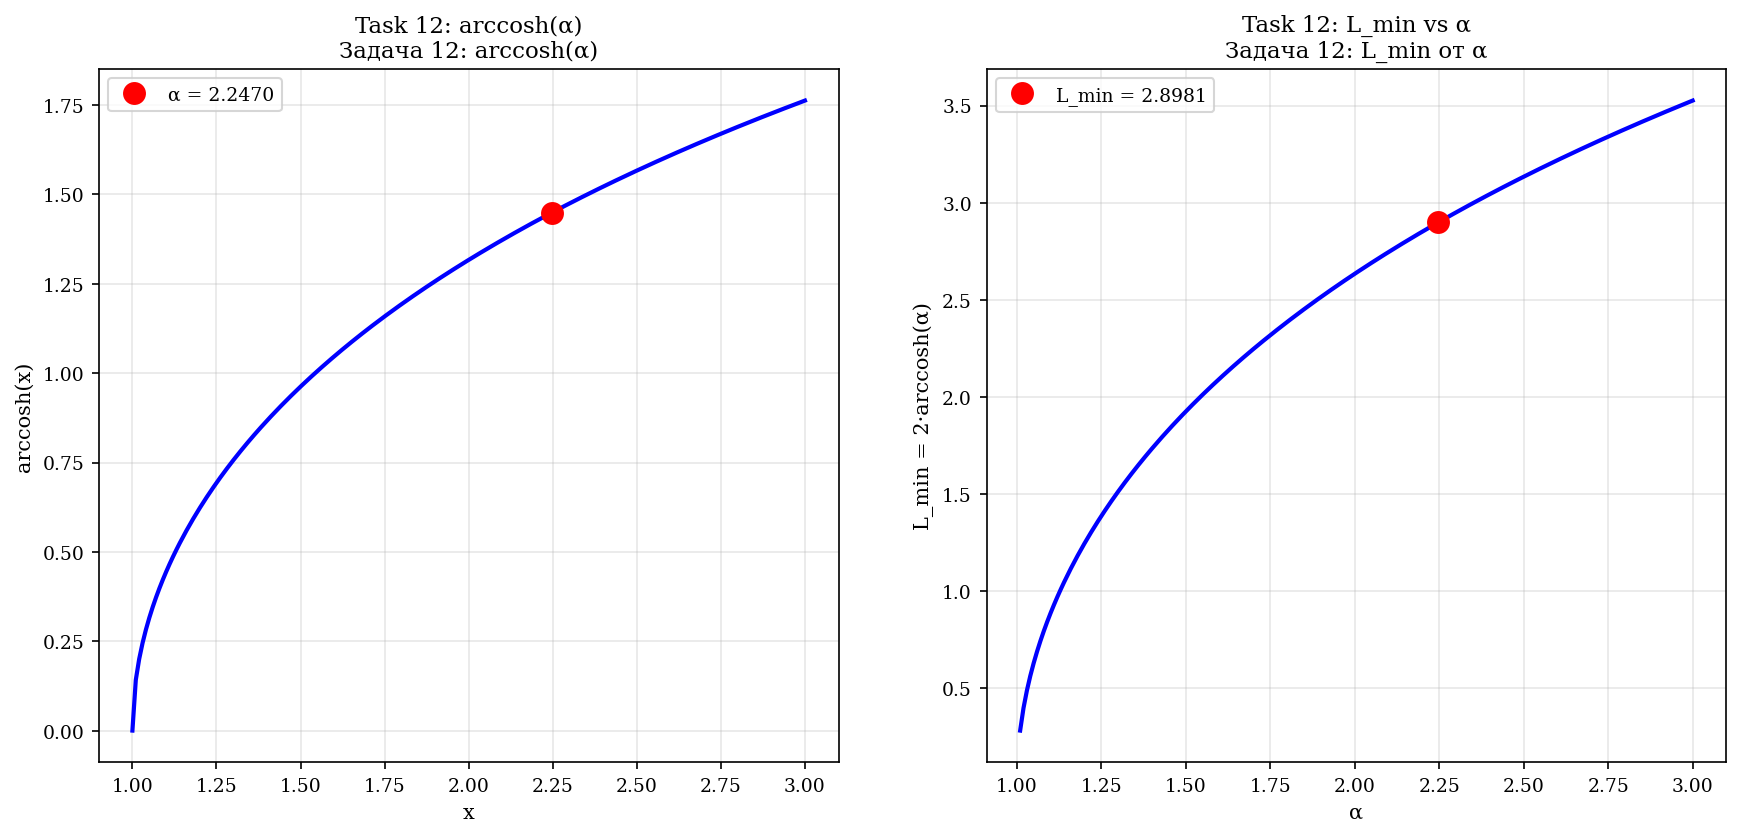 Task 12: arccosh(α)
Задача 12: arccosh(α)
α = 2.2470
1.75
1.50
1.25
1.00
0.75
0.50
0.25
0.00
arccosh(x)
1.00 1.25 1.50 1.75 2.00 2.25 2.50 2.75 3.00
x
Task 12: L_min vs α
Задача 12: L_min от α
L_min = 2.8981
3.5
3.0
2.5
2.0
1.5
1.0
0.5
L_min = 2·arccosh(α)
1.00 1.25 1.50 1.75 2.00 2.25 2.50 2.75 3.00
α